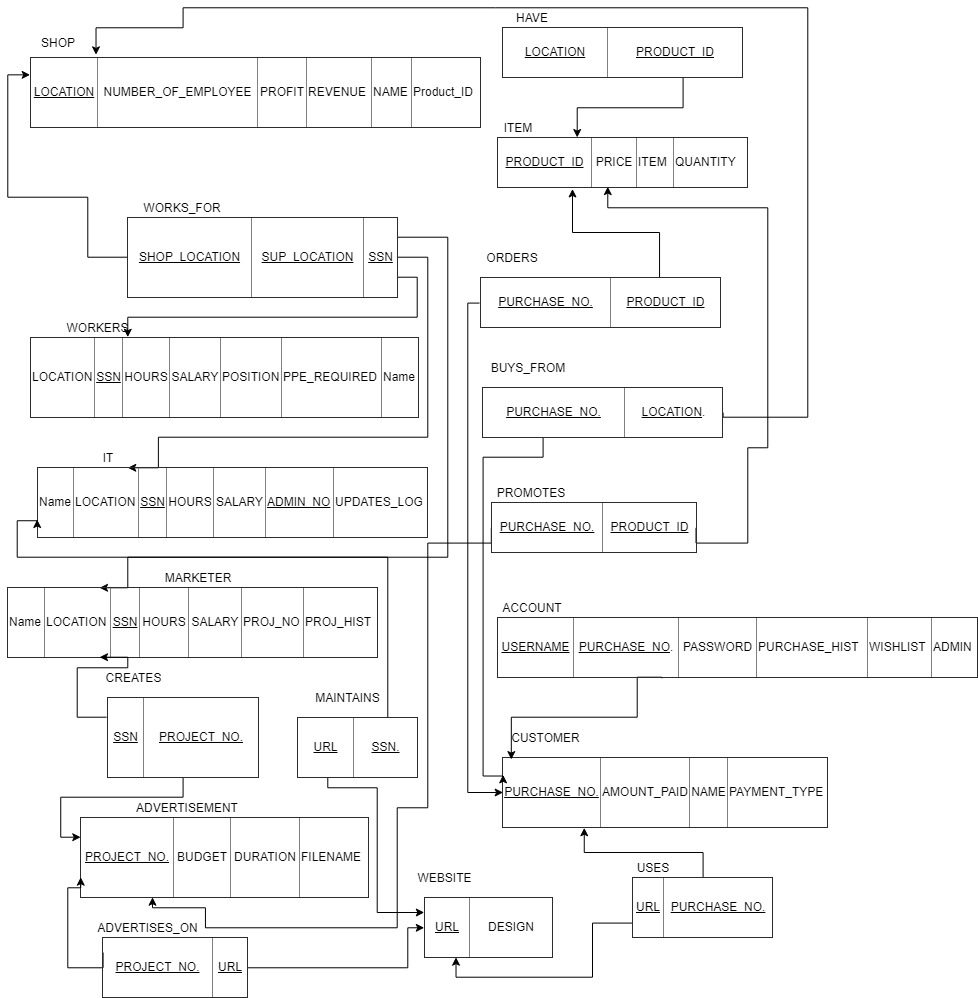 HAVE
LOCATION PRODUCT_ID
SHOP
LOCATION NUMBER_OF_EMPLOYEE PROFIT REVENUE NAME Product_ID
ITEM
PRODUCT_ID PRICE ITEM QUANTITY
WORKS_FOR
SHOP_LOCATION SUP_LOCATION SSN
ORDERS
PURCHASE_NO. PRODUCT_ID
WORKERS
LOCATION SSN HOURS SALARY POSITION PPE_REQUIRED Name
BUYS_FROM
PURCHASE_NO. LOCATION.
IT
Name LOCATION SSN HOURS SALARY ADMIN_NO UPDATES_LOG
PROMOTES
PURCHASE_NO. PRODUCT_ID
MARKETER
Name LOCATION SSN HOURS SALARY PROJ_NO PROJ_HIST
ACCOUNT
USERNAME PURCHASE_NO. PASSWORD PURCHASE_HIST WISHLIST ADMIN
CREATES
SSN PROJECT_NO.
MAINTAINS
URL SSN.
CUSTOMER
PURCHASE_NO. AMOUNT_PAID NAME PAYMENT_TYPE
ADVERTISEMENT
PROJECT_NO. BUDGET DURATION FILENAME
USES
URL PURCHASE_NO.
WEBSITE
URL DESIGN
ADVERTISES_ON
PROJECT_NO. URL